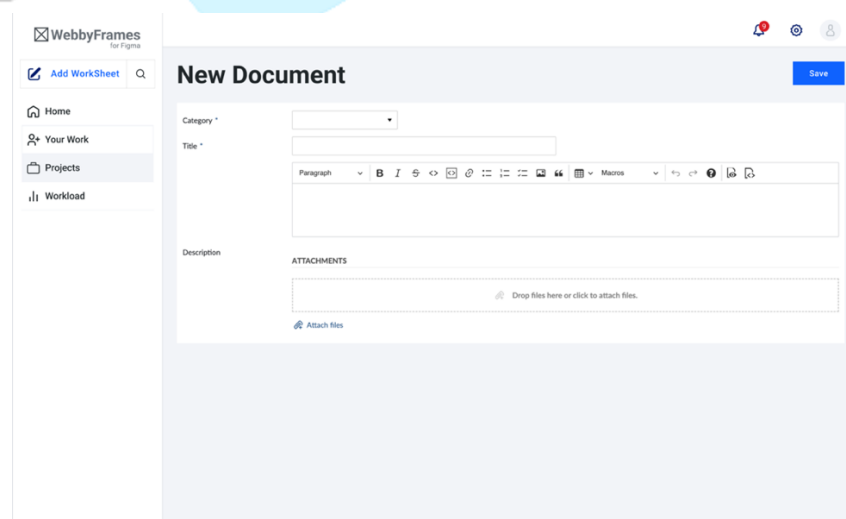 WebbyFrames
for Figma
9
Add WorkSheet
Home
Your Work
Projects
Workload
New Document
Save
Category *
Title *
Paragraph
B I S
Macros
Description
ATTACHMENTS
Drop files here or click to attach files.
Attach files